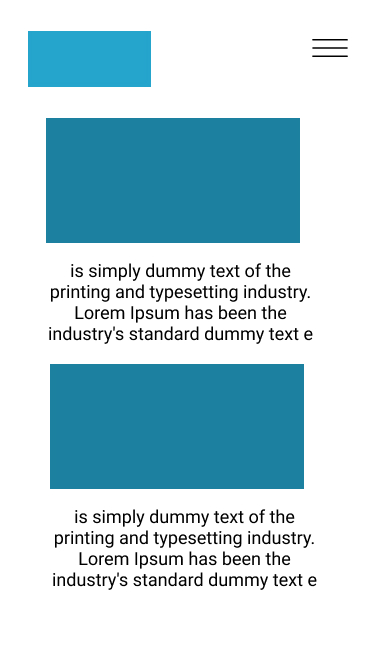 is simply dummy text of the
printing and typesetting industry.
Lorem Ipsum has been the
industry's standard dummy text e
is simply dummy text of the
printing and typesetting industry.
Lorem Ipsum has been the
industry's standard dummy text e